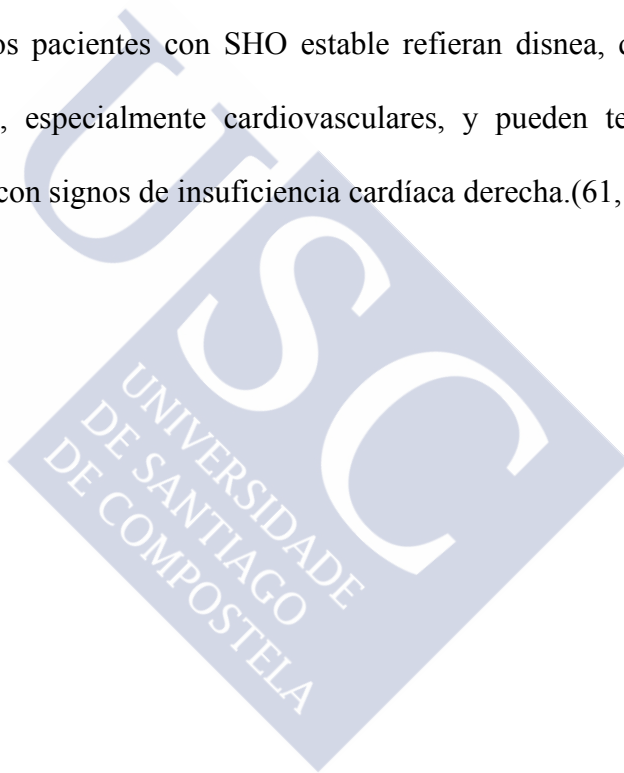 os pacientes con SHO estable refieran disnea,
, especialmente cardiovasculares, y pueden
con signos de insuficiencia cardíaca derecha.(61,
USC
UNIVERSIDADE
DE SANTIAGO
DE COMPOSTELA